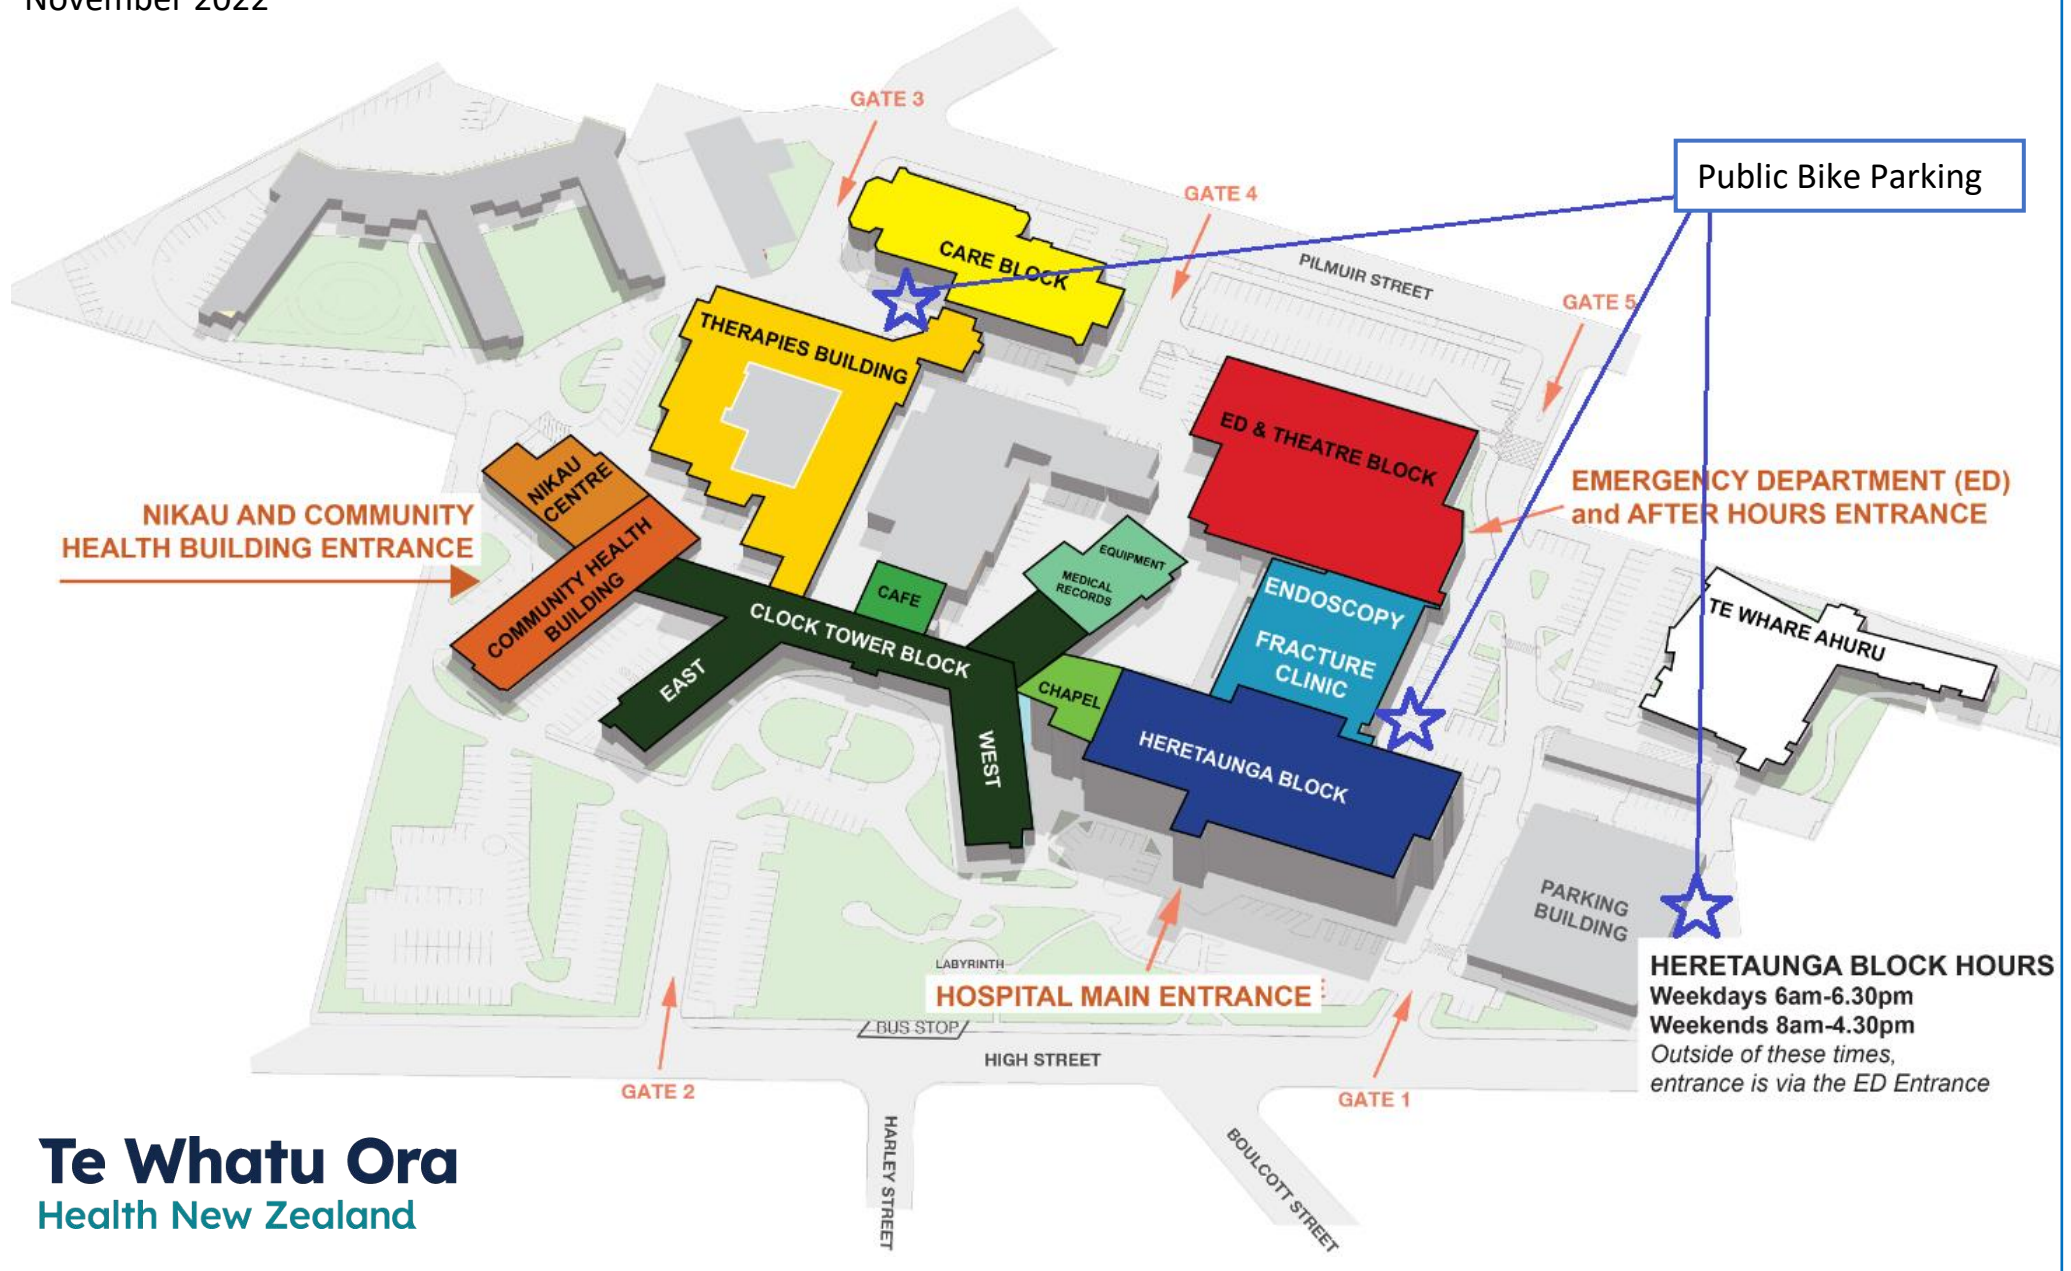 November 2022
GATE 3
Public Bike Parking
GATE 4
CARE BLOCK
PILMUIR STREET
GATE 5
THERAPIES BUILDING
ED & THEATRE BLOCK
NIKAU
CENTRE
EMERGENCY DEPARTMENT (ED)
and AFTER HOURS ENTRANCE
NIKAU AND COMMUNITY
HEALTH BUILDING ENTRANCE
COMMUNITY HEALTH
BUILDING
CAFE
EQUIPMENT
MEDICAL
RECORDS
ENDOSCOPY
FRACTURE
CLINIC
TE WHARE AHURU
CLOCK TOWER BLOCK
EAST
WEST
CHAPEL
HERETAUNGA BLOCK
PARKING
BUILDING
LABYRINTH
HOSPITAL MAIN ENTRANCE
HERETAUNGA BLOCK HOURS
Weekdays 6am-6.30pm
Weekends 8am-4.30pm
Outside of these times,
entrance is via the ED Entrance
BUS STOP
HIGH STREET
GATE 2
GATE 1
HARLEY STREET
BOULCOTT STREET
Te Whatu Ora
Health New Zealand